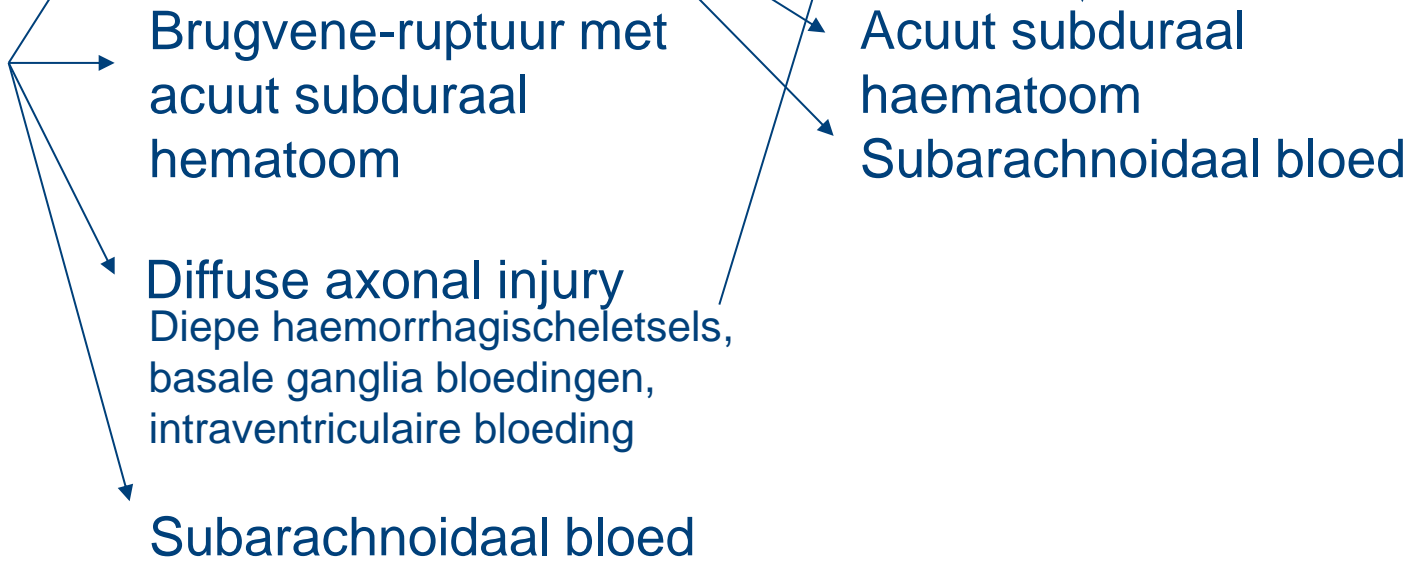 Brugvene-ruptuur met
acuut subduraal
hematoom
Diffuse axonal injury
Diepe haemorrhagischeletsels,
basale ganglia bloedingen,
intraventriculaire bloeding
Subarachnoidaal bloed
Acuut subduraal
haematoom
Subarachnoidaal bloed